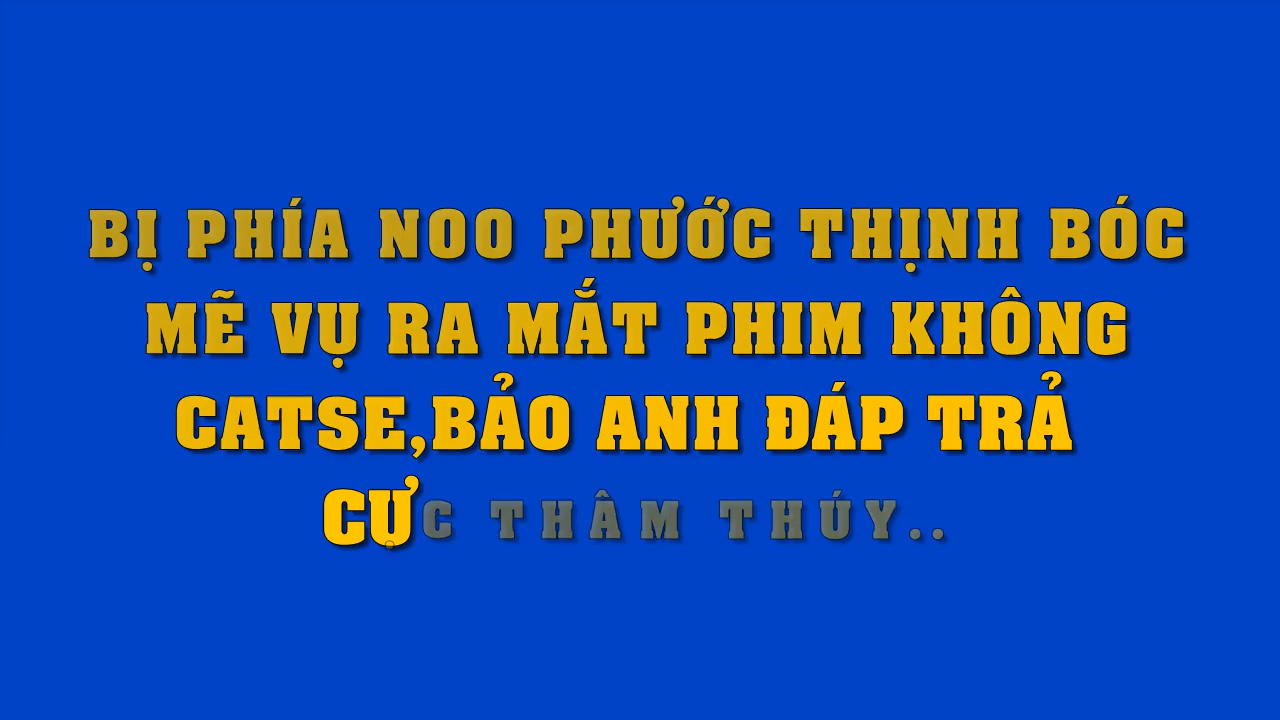 BỊ PHÍA NOO PHƯỚC THỊNH BÓC
MẼ VỤ RA MẮT PHIM KHÔNG
CATSE,BẢO ANH ĐÁP TRẢ
CỰC THÂM THÚY..